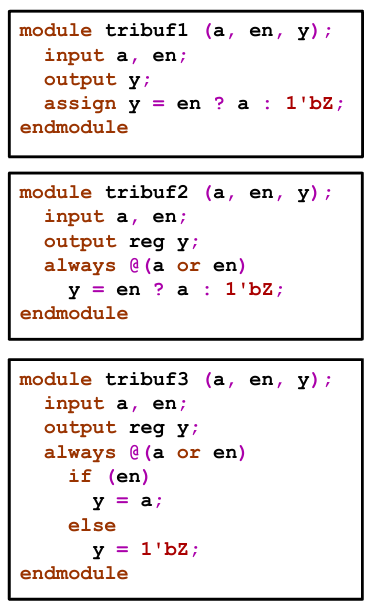 module tribuf1 (a, en, y);
  input a, en;
  output y;
  assign y = en ? a : 1'bZ;
endmodule
module tribuf2 (a, en, y);
  input a, en;
  output reg y;
  always @(a or en)
    y = en ? a : 1'bZ;
endmodule
module tribuf3 (a, en, y);
  input a, en;
  output reg y;
  always @(a or en)
    if (en)
      y = a;
    else
      y = 1'bZ;
endmodule